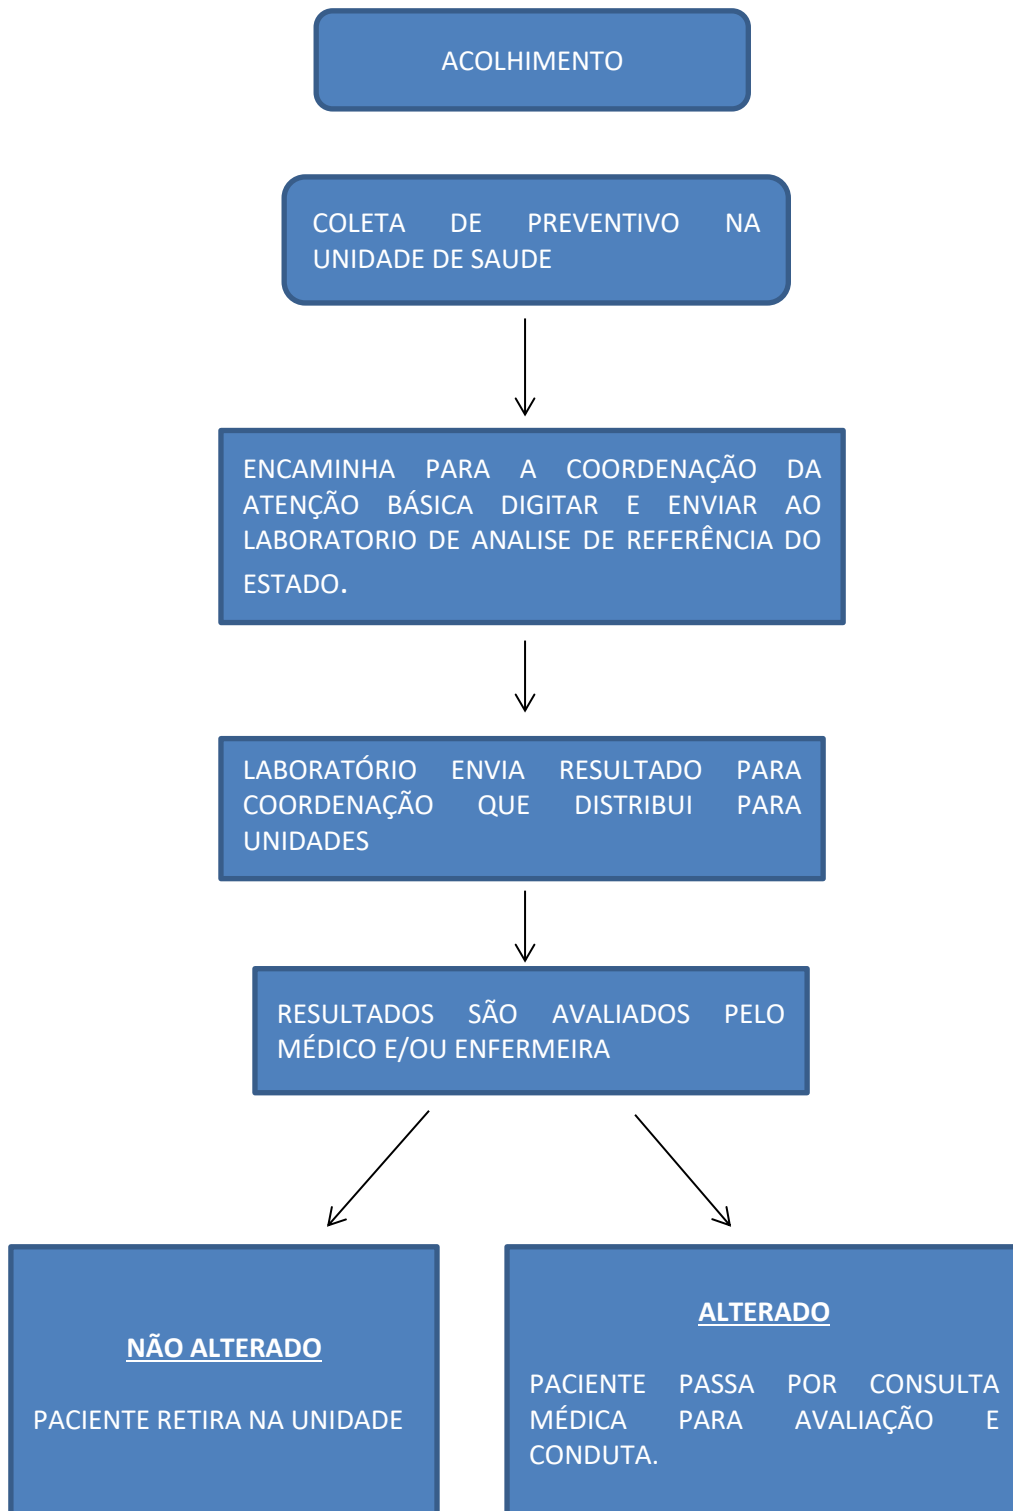 ACOLHIMENTO
COLETA DE PREVENTIVO NA
UNIDADE DE SAUDE
ENCAMINHA PARA A COORDENAÇÃO DA
ATENÇÃO BÁSICA DIGITAR E ENVIAR AO
LABORATORIO DE ANALISE DE REFERÊNCIA DO
ESTADO.
LABORATÓRIO ENVIA RESULTADO PARA
COORDENAÇÃO QUE DISTRIBUI PARA
UNIDADES
RESULTADOS SÃO AVALIADOS PELO
MÉDICO E/OU ENFERMEIRA
NÃO ALTERADO
PACIENTE RETIRA NA UNIDADE
ALTERADO
PACIENTE PASSA POR CONSULTA
MÉDICA PARA AVALIAÇÃO E
CONDUTA.